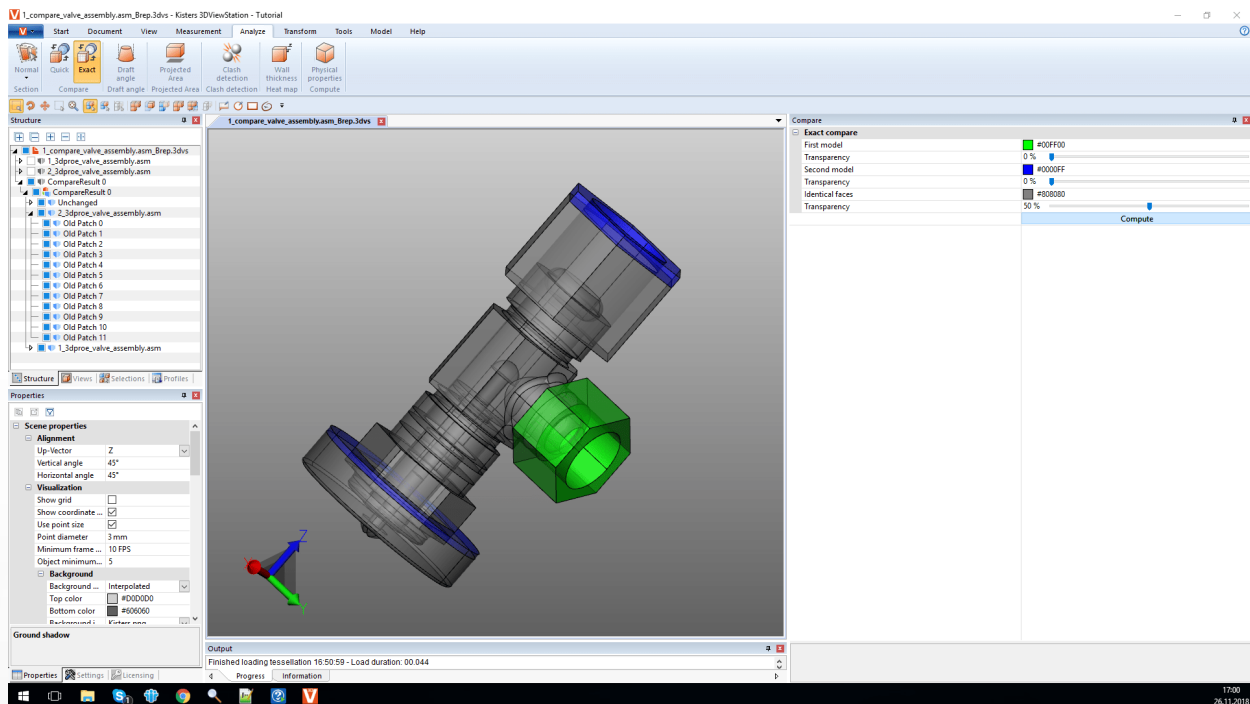 1_compare_valve_assembly.asm_Brep.3dvs - Kisters 3DViewStation - Tutorial
V Start Document View Measurement Analyze Transform Tools Model Help
Normal Quick Exact Draft angle Projected Area Clash detection Wall thickness Physical properties
Section Compare Draft angle Projected Area Clash detection Heat map Compute
Structure
1_compare_valve_assembly.asm_Brep.3dvs
Compare
1_compare_valve_assembly.asm_Brep.3dvs
1_3dproe_valve_assembly.asm
2_3dproe_valve_assembly.asm
CompareResult 0
CompareResult 0
Unchanged
2_3dproe_valve_assembly.asm
Old Patch 0
Old Patch 1
Old Patch 2
Old Patch 3
Old Patch 4
Old Patch 5
Old Patch 6
Old Patch 7
Old Patch 8
Old Patch 9
Old Patch 10
Old Patch 11
1_3dproe_valve_assembly.asm
Structure Views Selections Profiles
Properties
Scene properties
Alignment
Up-Vector Z
Vertical angle 45°
Horizontal angle 45°
Visualization
Show grid
Show coordinate ...
Use point size
Point diameter 3 mm
Minimum frame ... 10 FPS
Object minimum... 5
Background
Background ... Interpolated
Top color #D0D0D0
Bottom color #606060
Background i... Kisters.png
Ground shadow
Properties Settings Licensing
Z
Y
Output
Finished loading tessellation 16:50:59 - Load duration: 00.044
Progress Information
Exact compare
First model #00FF00
Transparency 0 %
Second model #0000FF
Transparency 0 %
Identical faces #808080
Transparency 50 %
Compute
17:00
26.11.2018